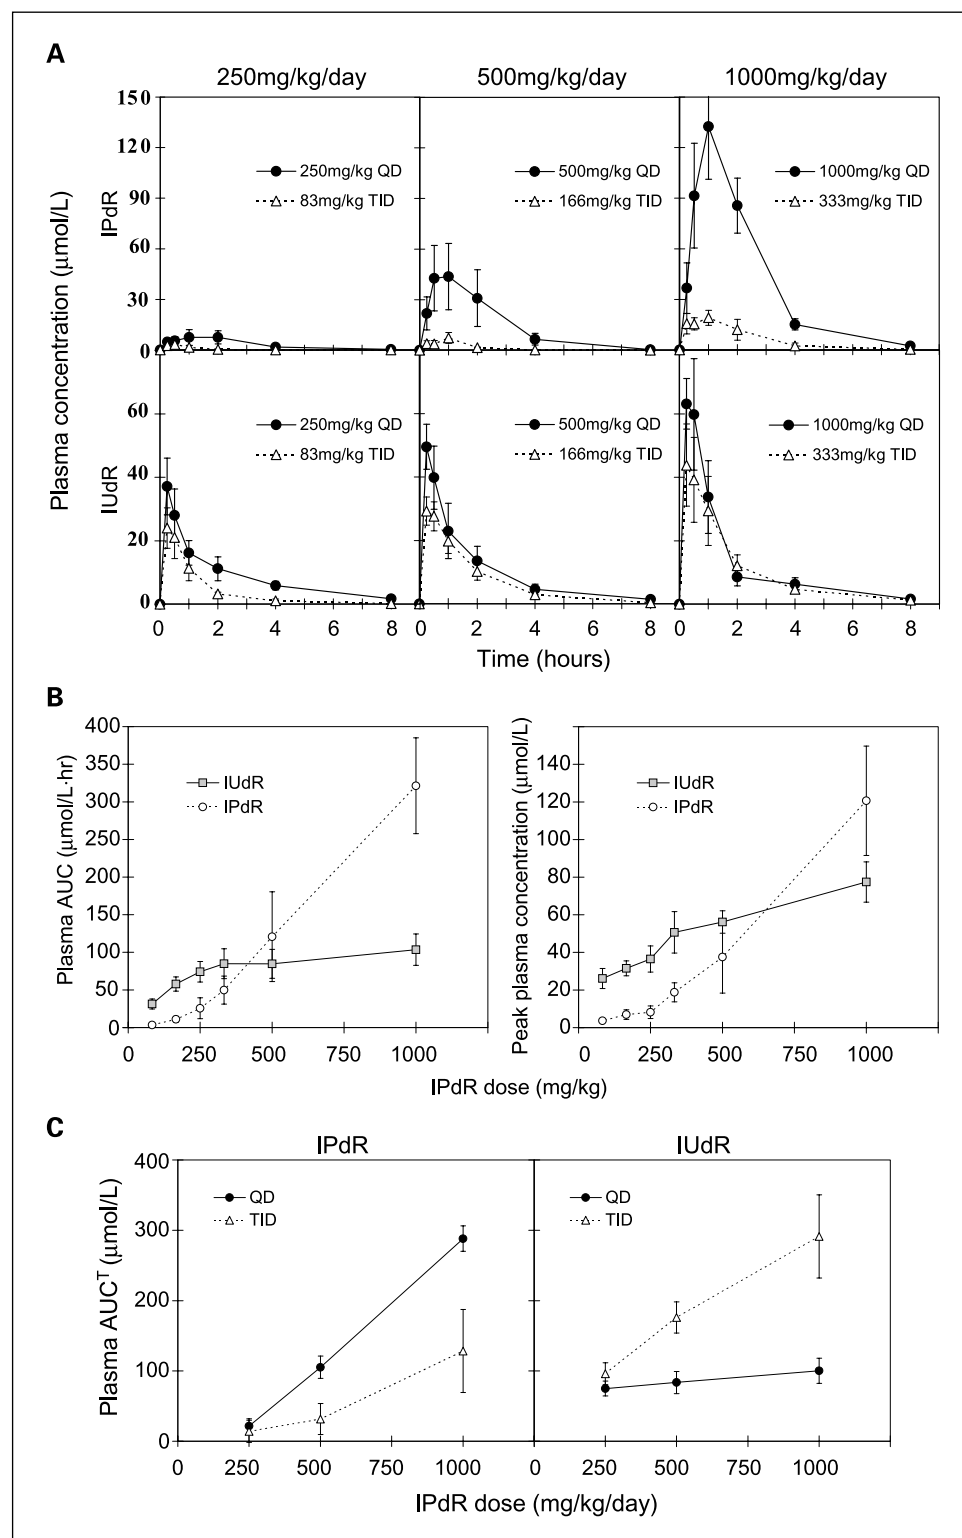 A
250mg/kg/day 500mg/kg/day 1000mg/kg/day
Plasma concentration (μmol/L)
IPdR
150
120
90
60
30
0
250mg/kg QD
83mg/kg TID
500mg/kg QD
166mg/kg TID
1000mg/kg QD
333mg/kg TID
IUdR
60
40
20
0
250mg/kg QD
83mg/kg TID
500mg/kg QD
166mg/kg TID
1000mg/kg QD
333mg/kg TID
0 2 4 6 8 0 2 4 6 8 0 2 4 6 8
Time (hours)
B
Plasma AUC (μmol/L·hr)
400
350
300
250
200
150
100
50
0
IUdR
IPdR
0 250 500 750 1000
Peak plasma concentration (μmol/L)
140
120
100
80
60
40
20
0
IUdR
IPdR
0 250 500 750 1000
IPdR dose (mg/kg)
C
IPdR IUdR
Plasma AUCᵀ (μmol/L)
400
300
200
100
0
QD
TID
QD
TID
0 250 500 750 1000 0 250 500 750 1000
IPdR dose (mg/kg/day)